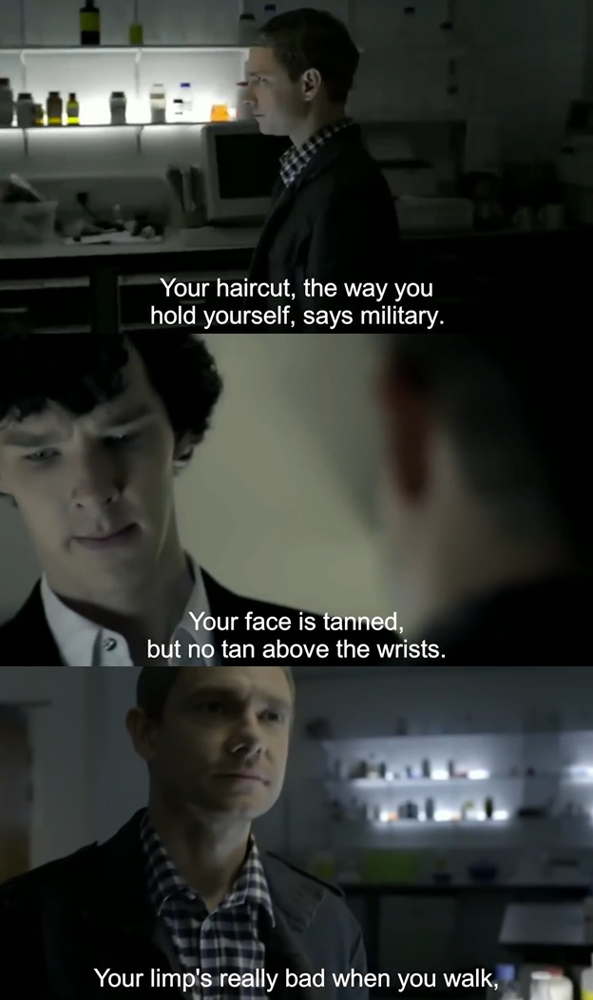 Your haircut, the way you
hold yourself, says military.
Your face is tanned,
but no tan above the wrists.
Your limp's really bad when you walk,